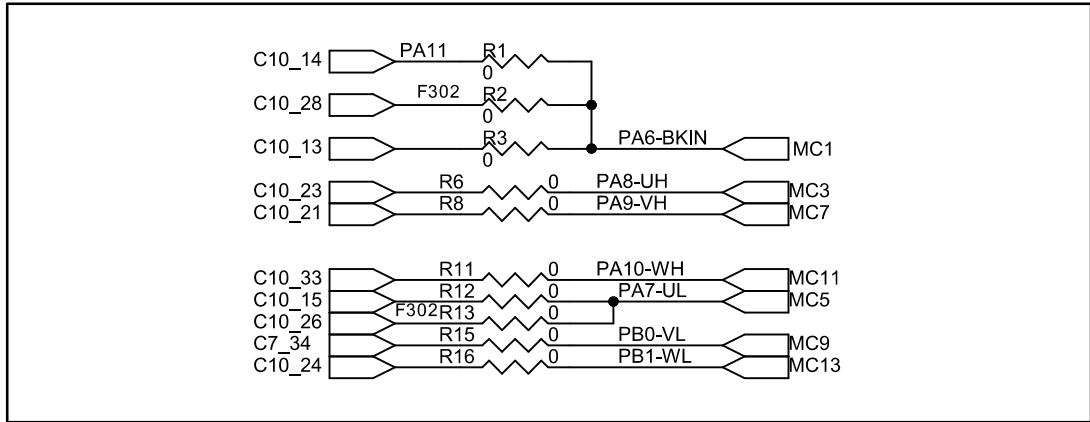 C10_14 PA11 R1 0
C10_28 F302 R2 0
C10_13 R3 0 PA6-BKIN MC1
C10_23 R6 0 PA8-UH MC3
C10_21 R8 0 PA9-VH MC7
C10_33 R11 0 PA10-WH MC11
C10_15 R12 0 PA7-UL MC5
C10_26 F302 R13 0
C7_34 R15 0 PB0-VL MC9
C10_24 R16 0 PB1-WL MC13